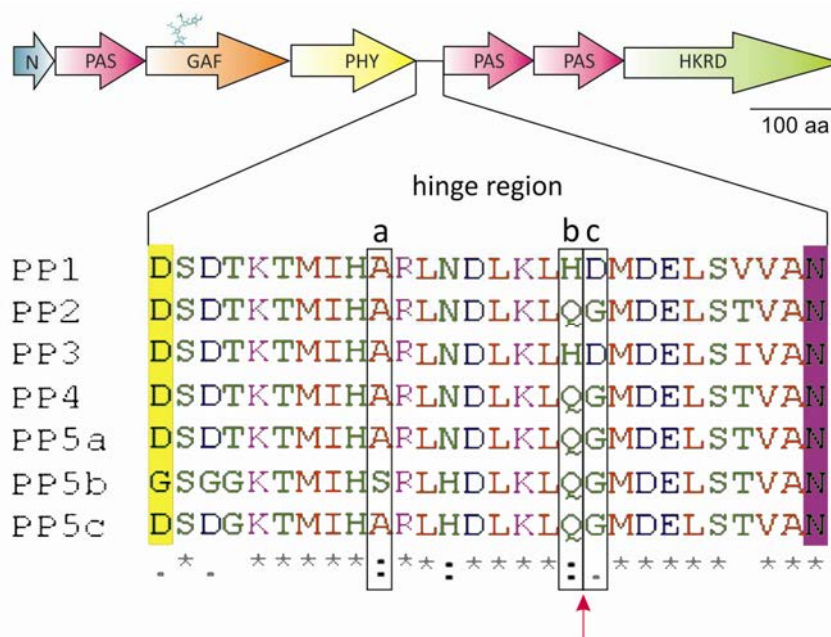 N PAS GAF PHY PAS PAS HKRD
100 aa
hinge region
a b c
PP1 DSDTKTMIHARLNDLKLHDMDELSVVAN
PP2 DSDTKTMIHARLNDLKLQGMDELSTVAN
PP3 DSDTKTMIHARLNDLKLHDMDELSIVAN
PP4 DSDTKTMIHARLNDLKLQGMDELSTVAN
PP5a DSDTKTMIHARLNDLKLQGMDELSTVAN
PP5b GSGGKTMIHSRLHDLKLQGMDELSTVAN
PP5c DSDGKTMIHARLHDLKLQGMDELSTVAN
.*. *****:**:****:.***** ***